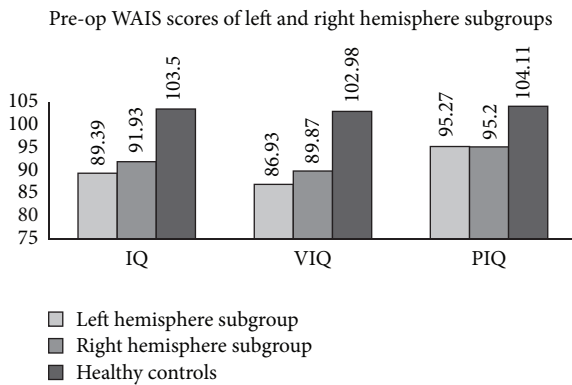 Pre-op WAIS scores of left and right hemisphere subgroups
105
100
95
90
85
80
75
89.39
91.93
103.5
86.93
89.87
102.98
95.27
95.2
104.11
IQ
VIQ
PIQ
Left hemisphere subgroup
Right hemisphere subgroup
Healthy controls